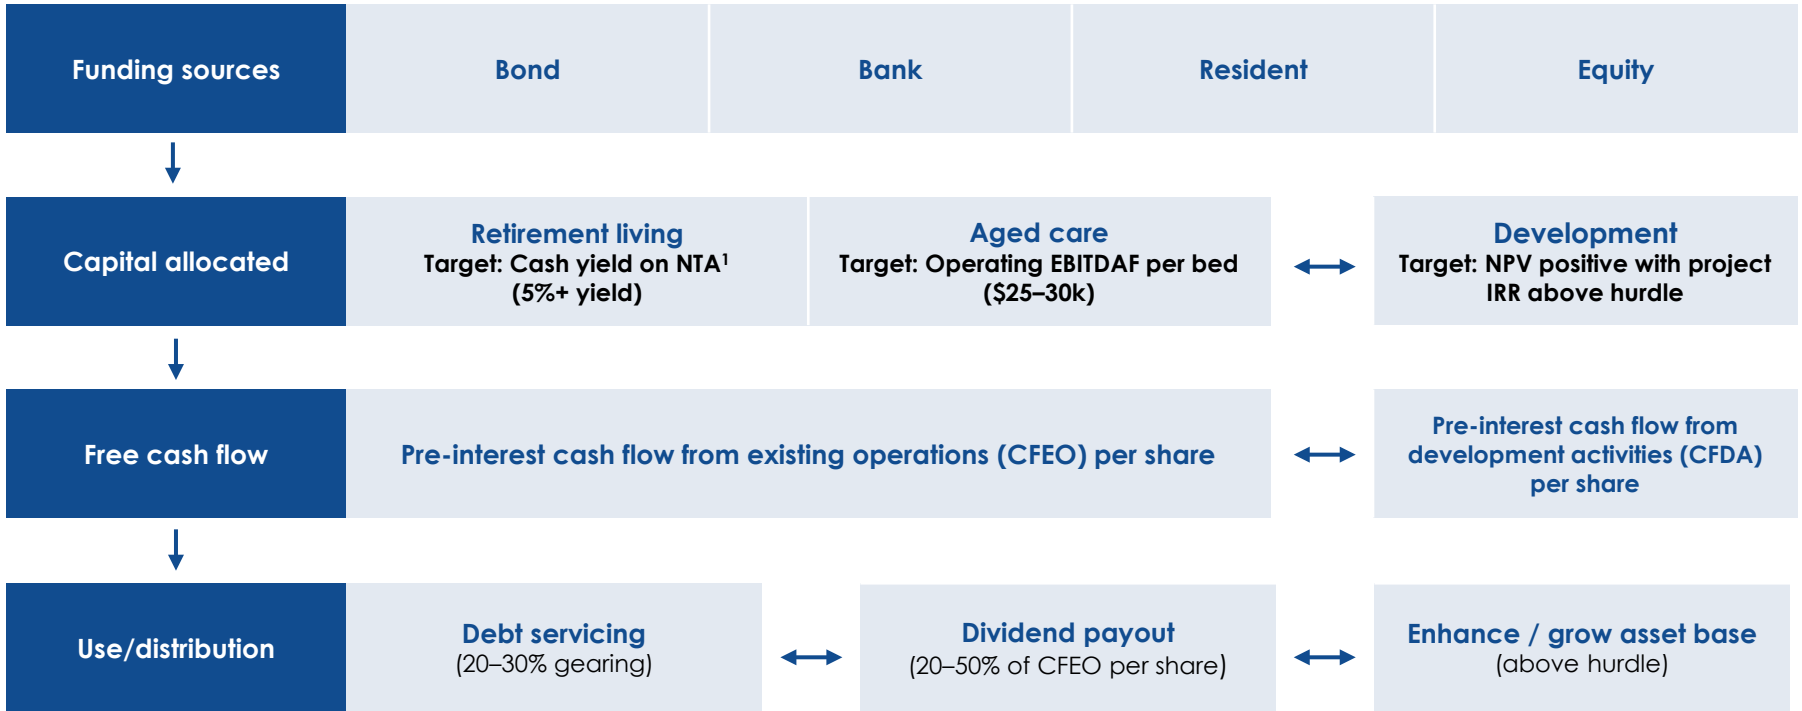 Funding sources
Bond
Bank
Resident
Equity
Capital allocated
Retirement living
Target: Cash yield on NTA¹
(5%+ yield)
Aged care
Target: Operating EBITDAF per bed
($25–30k)
Development
Target: NPV positive with project
IRR above hurdle
Free cash flow
Pre-interest cash flow from existing operations (CFEO) per share
Pre-interest cash flow from
development activities (CFDA)
per share
Use/distribution
Debt servicing
(20–30% gearing)
Dividend payout
(20–50% of CFEO per share)
Enhance / grow asset base
(above hurdle)